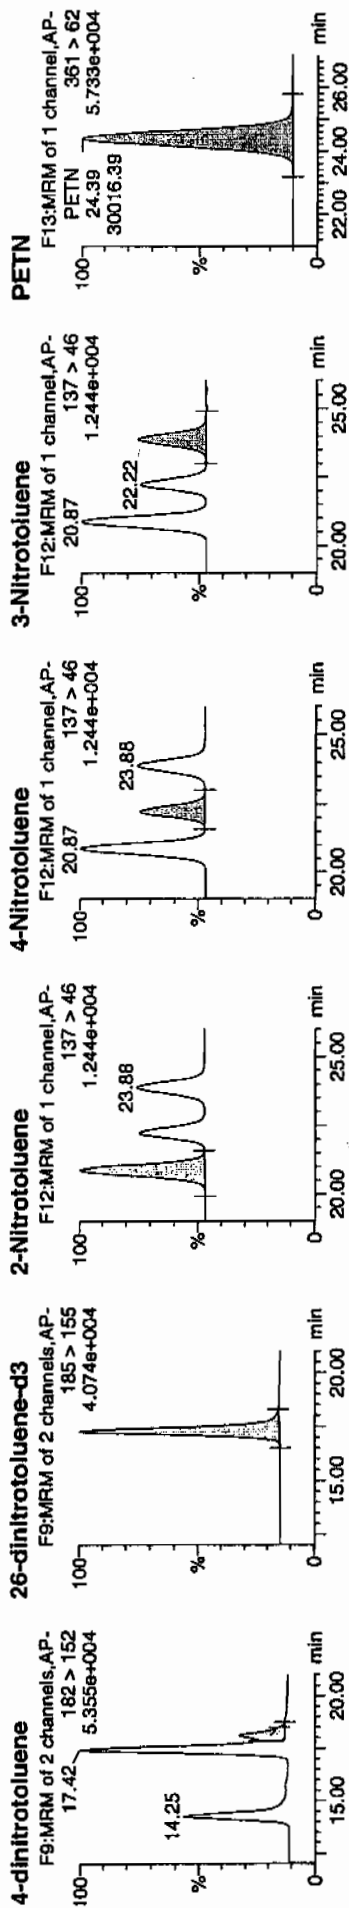 4-dinitrotoluene
F9:MRM of 2 channels,AP-
182 > 152
5.355e+004
17.42
14.25
100
%
0
15.00
20.00
min
26-dinitrotoluene-d3
F9:MRM of 2 channels,AP-
185 > 155
4.074e+004
100
%
0
15.00
20.00
min
2-Nitrotoluene
F12:MRM of 1 channel,AP-
137 > 46
1.244e+004
23.88
100
%
0
20.00
25.00
min
4-Nitrotoluene
F12:MRM of 1 channel,AP-
137 > 46
1.244e+004
20.87
23.88
100
%
0
20.00
25.00
min
3-Nitrotoluene
F12:MRM of 1 channel,AP-
137 > 46
1.244e+004
20.87
22.22
100
%
0
20.00
25.00
min
PETN
F13:MRM of 1 channel,AP-
361 > 62
5.733e+004
PETN
24.39
30016.39
100
%
0
22.00
24.00
26.00
min